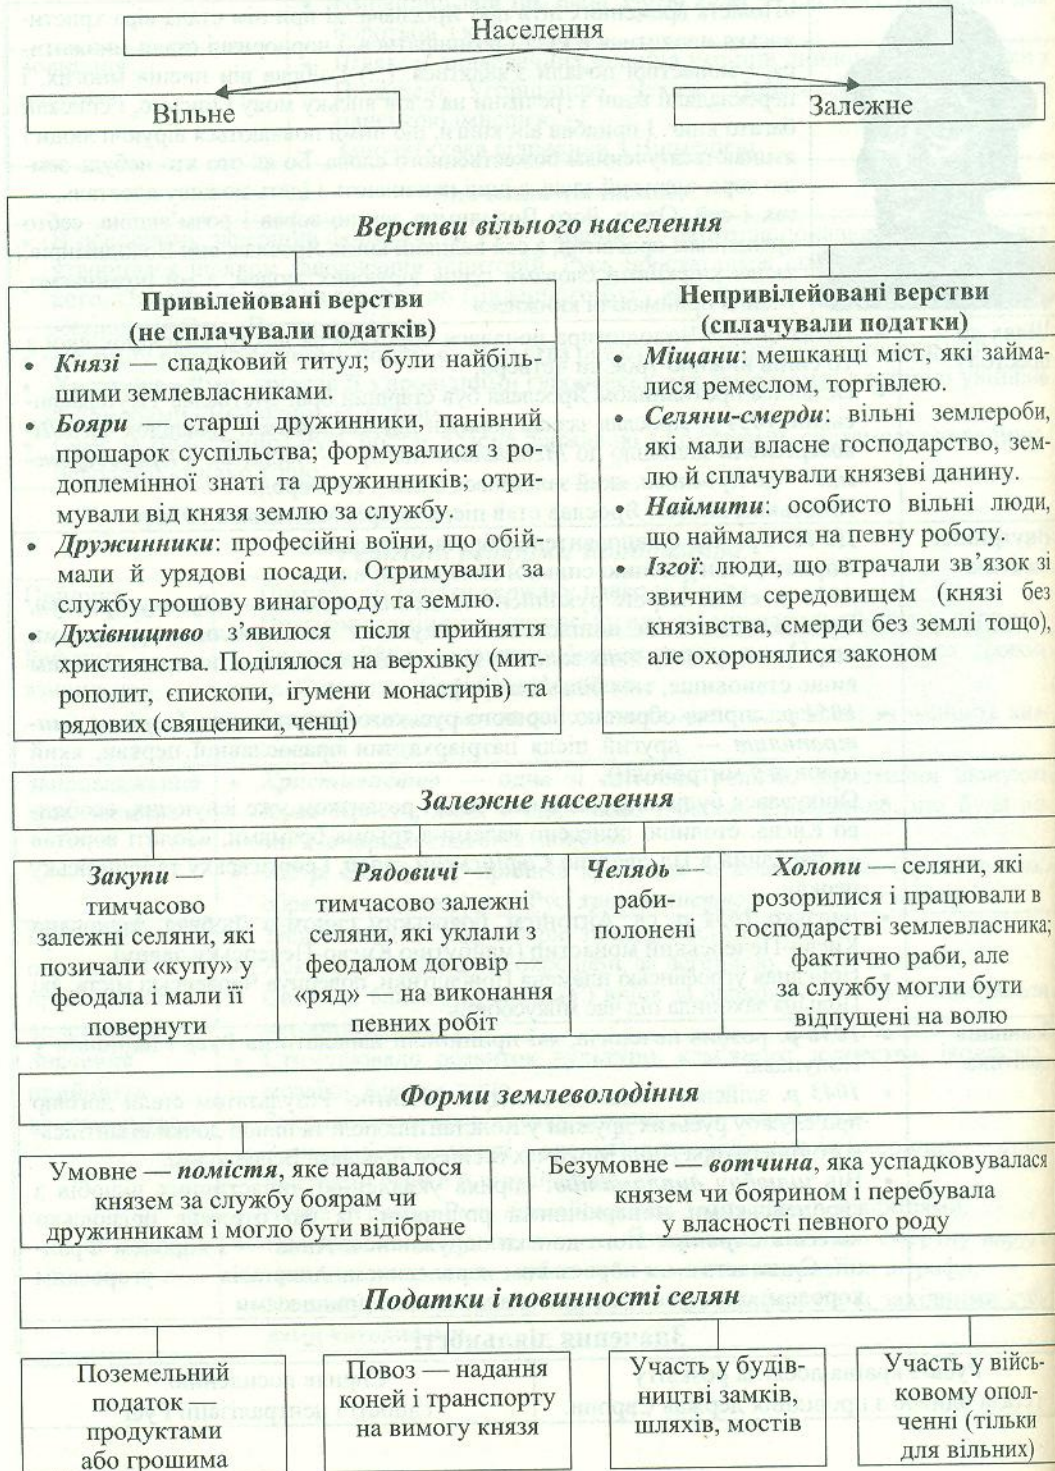 Населення
Вільне
Залежне
Верстви вільного населення
Привілейовані верстви
(не сплачували податків)
• Князі — спадковий титул; були найбіль-
шими землевласниками.
• Бояри — старші дружинники, панівний
прошарок суспільства; формувалися з ро-
доплемінної знаті та дружинників; отри-
мували від князя землю за службу.
• Дружинники: професійні воїни, що обій-
мали й урядові посади. Отримували за
службу грошову винагороду та землю.
• Духівництво з’явилося після прийняття
християнства. Поділялося на верхівку (мит-
рополит, єпископи, ігумени монастирів) та
рядових (священики, ченці)
Непривілейовані верстви
(сплачували податки)
• Міщани: мешканці міст, які займа-
лися ремеслом, торгівлею.
• Селяни-смерди: вільні землероби,
які мали власне господарство, зем-
лю й сплачували князеві данину.
• Наймити: особисто вільні люди,
що наймалися на певну роботу.
• Ізгої: люди, що втрачали зв’язок зі
звичним середовищем (князі без
князівства, смерди без землі тощо),
але охоронялися законом
Залежне населення
Закупи —
тимчасово
залежні селяни, які
позичали «купу» у
феодала і мали її
повернути
Рядовичі —
тимчасово залежні
селяни, які уклали з
феодалом договір —
«ряд» — на виконання
певних робіт
Челядь —
раби-
полонені
Холопи — селяни, які
розорилися і працювали в
господарстві землевласника;
фактично раби, але
за службу могли бути
відпущені на волю
Форми землеволодіння
Умовне — помістя, яке надавалося
князем за службу боярам чи
дружинникам і могло бути відібране
Безумовне — вотчина, яка успадковувалася
князем чи боярином і перебувала
у власності певного роду
Податки і повинності селян
Поземельний
податок —
продуктами
або грошима
Повоз — надання
коней і транспорту
на вимогу князя
Участь у будів-
ництві замків,
шляхів, мостів
Участь у війсь-
ковому опол-
ченні (тільки
для вільних)